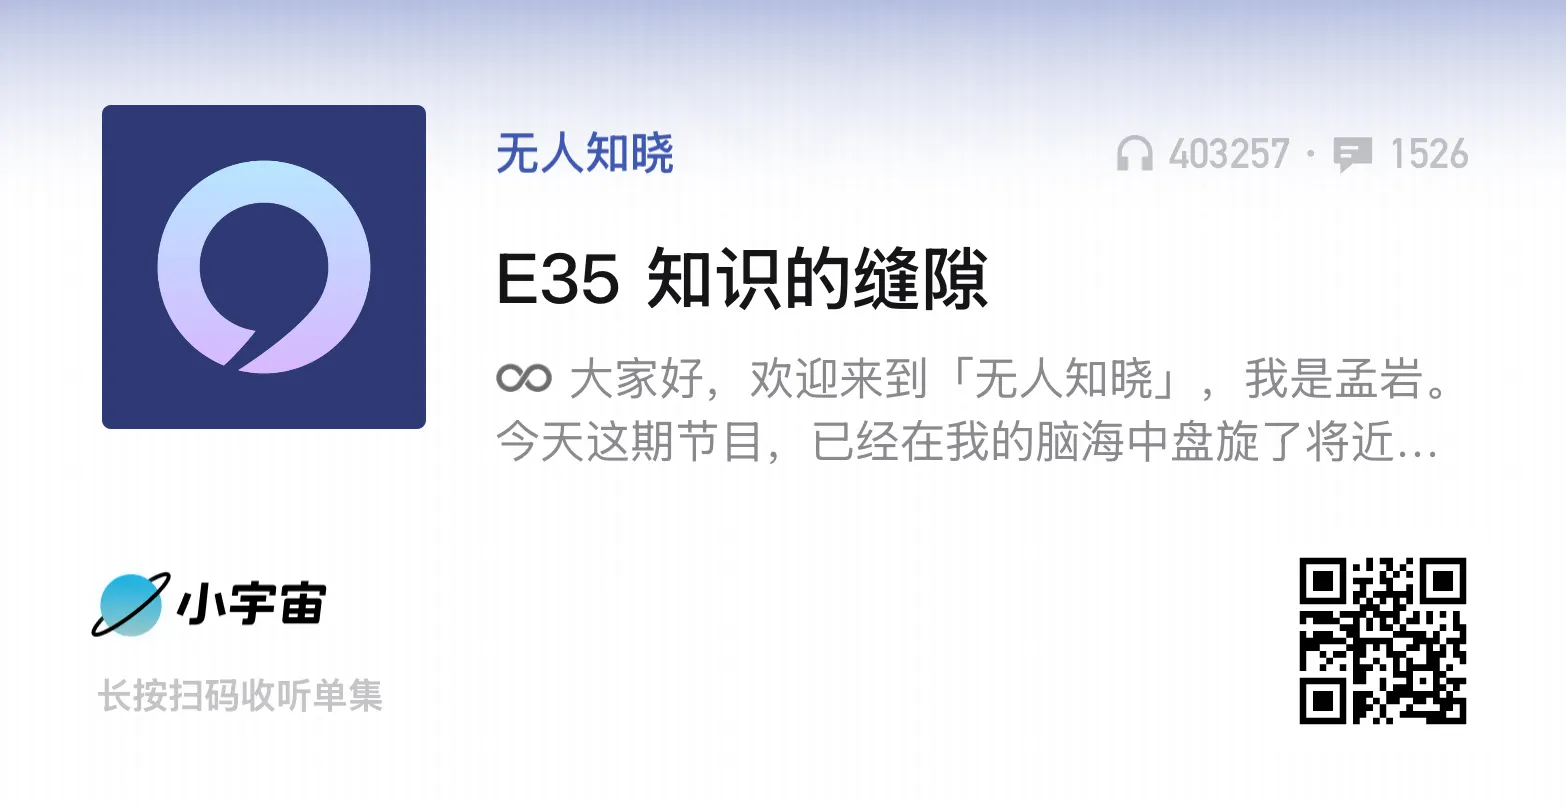 无人知晓
403257 · 1526
E35 知识的缝隙
∞ 大家好，欢迎来到「无人知晓」，我是孟岩。
今天这期节目，已经在我的脑海中盘旋了将近…
小宇宙
长按扫码收听单集